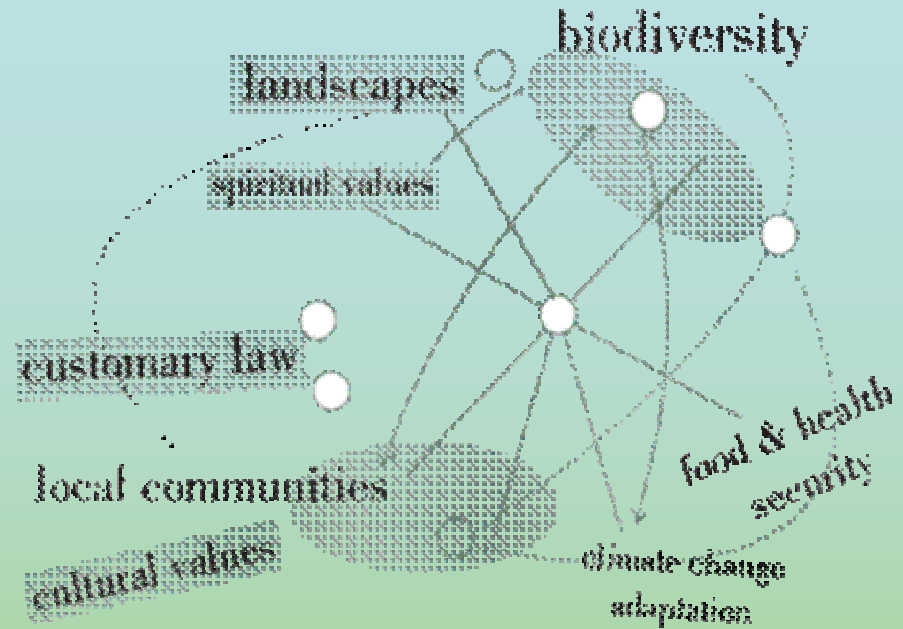 biodiversity
landscapes
spiritual values
customary law
food & health
security
local communities
cultural values
climate change
adaptation